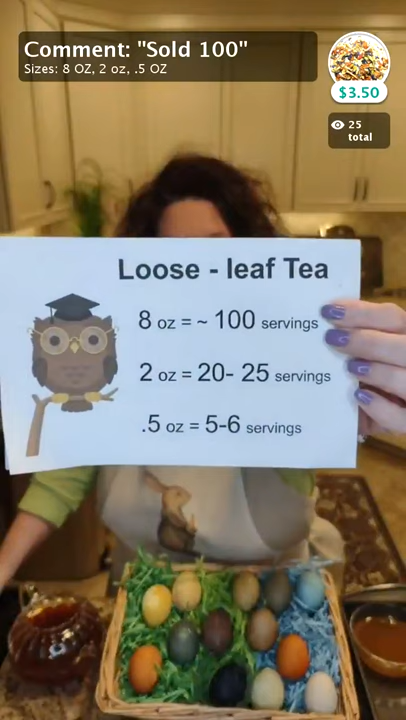 Comment: "Sold 100"
Sizes: 8 OZ, 2 oz, .5 OZ
$3.50
25
total
Loose - leaf Tea
8 oz = ~ 100 servings
2 oz = 20- 25 servings
.5 oz = 5-6 servings